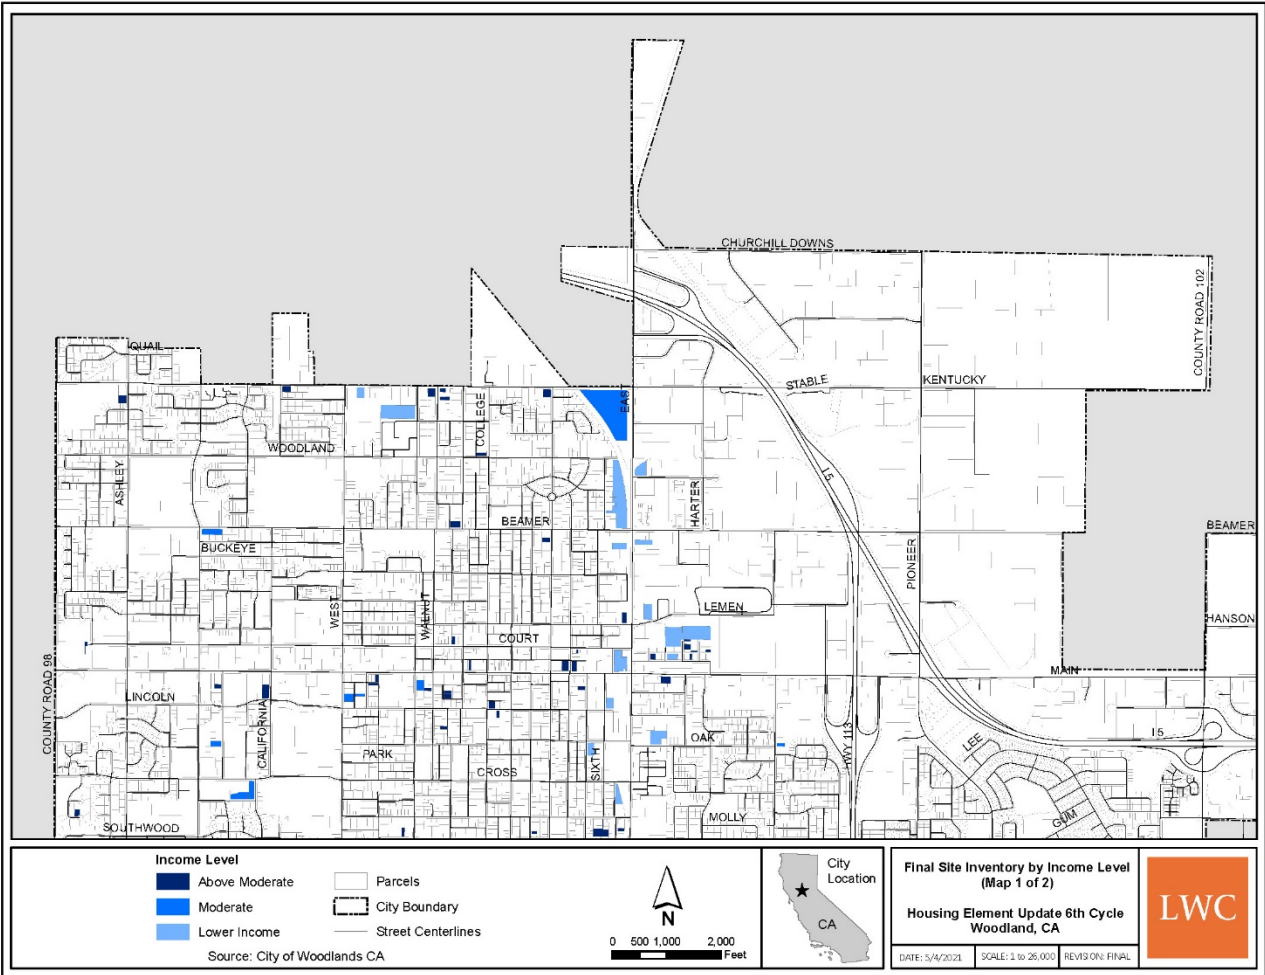 CHURCHILL DOWNS
COUNTY ROAD 102
QUAIL
STABLE
KENTUCKY
EAST
COLLEGE
WOODLAND
ASHLEY
I 5
HARTER
BEAMER
BEAMER
BUCKEYE
PIONEER
WEST
WALNUT
LEMEN
HANSON
COURT
MAIN
COUNTY ROAD 98
LINCOLN
CALIFORNIA
PARK
CROSS
SIXTH
OAK
HWY 113
LEE
I 5
SOUTHWOOD
MOLLY
GUM
Income Level
Above Moderate
Moderate
Lower Income
Parcels
City Boundary
Street Centerlines
Source: City of Woodlands CA
N
0 500 1,000 2,000
Feet
City
Location
CA
Final Site Inventory by Income Level
(Map 1 of 2)
Housing Element Update 6th Cycle
Woodland, CA
DATE: 5/4/2021
SCALE: 1 to 26,000
REVISION: FINAL
LWC